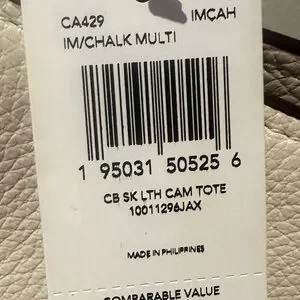 CA429 IMÇAH
IM/CHALK MULTI
1 95031 50525 6
CB SK LTH CAM TOTE
10011296JAX
MADE IN PHILIPPINES
COMPARABLE VALUE